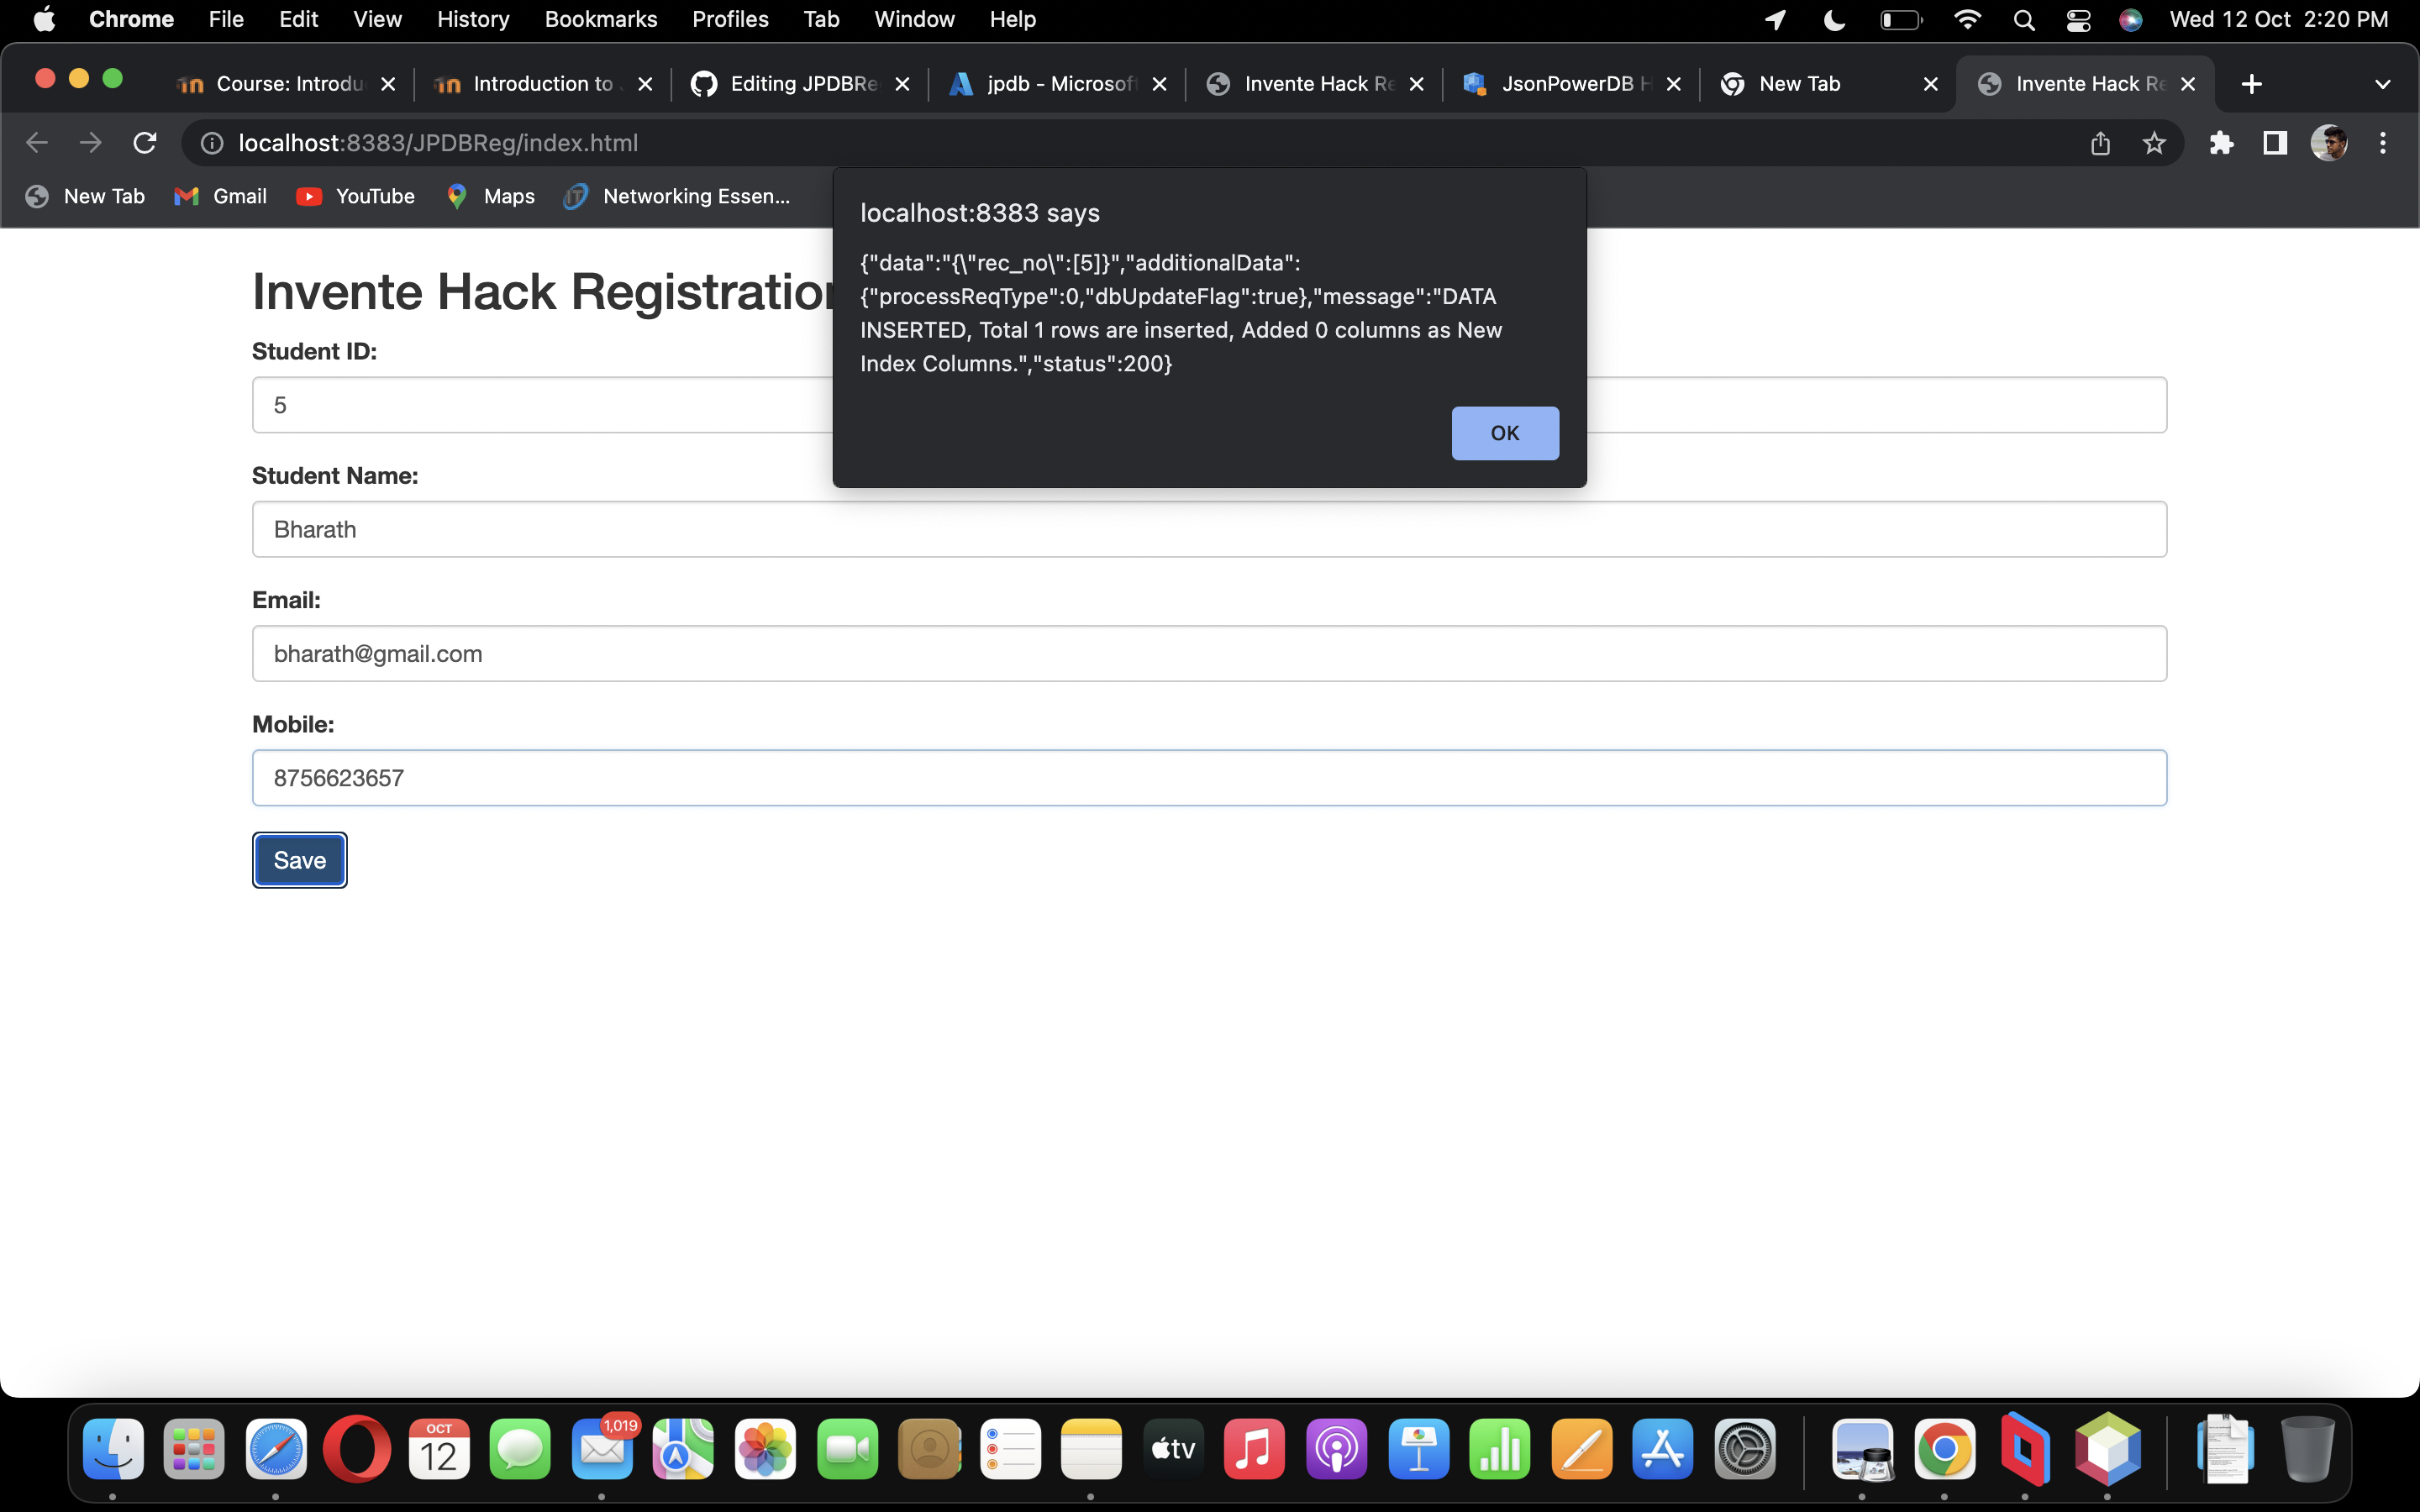 Chrome File Edit View History Bookmarks Profiles Tab Window Help Wed 12 Oct 2:20 PM
Course: Introdu Introduction to Editing JPDBRe jpdb - Microsoft Invente Hack Re JsonPowerDB H New Tab Invente Hack Re
localhost:8383/JPDBReg/index.html
New Tab Gmail YouTube Maps Networking Essen...
localhost:8383 says
{"data":"{\"rec_no\":[5]}","additionalData":
{"processReqType":0,"dbUpdateFlag":true},"message":"DATA
INSERTED, Total 1 rows are inserted, Added 0 columns as New
Index Columns.","status":200}
OK
Invente Hack Registration
Student ID:
5
Student Name:
Bharath
Email:
bharath@gmail.com
Mobile:
8756623657
Save
OCT
12
1,019
tv